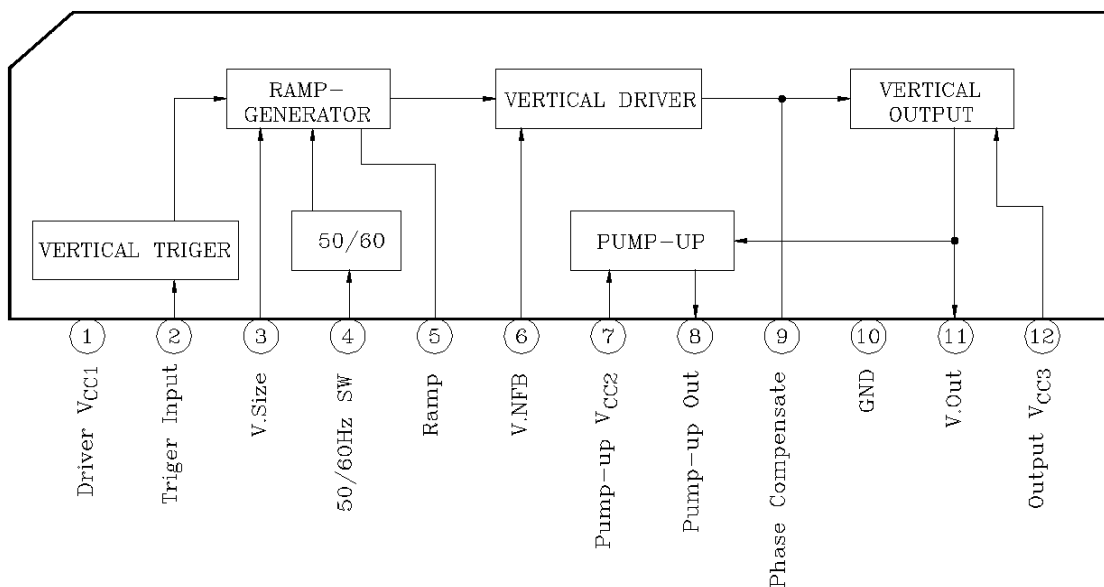 RAMP-
GENERATOR
VERTICAL DRIVER
VERTICAL
OUTPUT
VERTICAL TRIGER
50/60
PUMP-UP
1
2
3
4
5
6
7
8
9
10
11
12
Driver VCC1
Triger Input
V.Size
50/60Hz SW
Ramp
V.NFB
Pump-up VCC2
Pump-up Out
Phase Compensate
GND
V.Out
Output VCC3